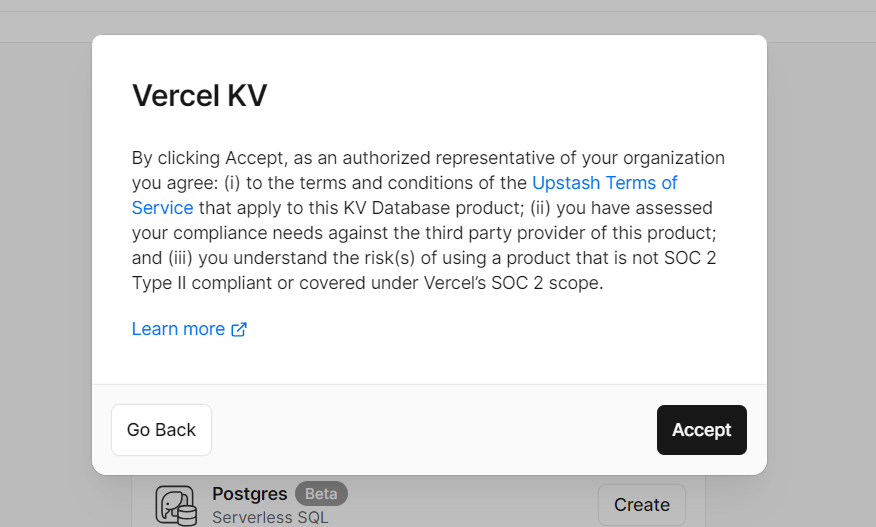 Vercel KV
By clicking Accept, as an authorized representative of your organization
you agree: (i) to the terms and conditions of the Upstash Terms of
Service that apply to this KV Database product; (ii) you have assessed
your compliance needs against the third party provider of this product;
and (iii) you understand the risk(s) of using a product that is not SOC 2
Type II compliant or covered under Vercel’s SOC 2 scope.
Learn more
Go Back
Accept
Postgres Beta
Create
Serverless SQL